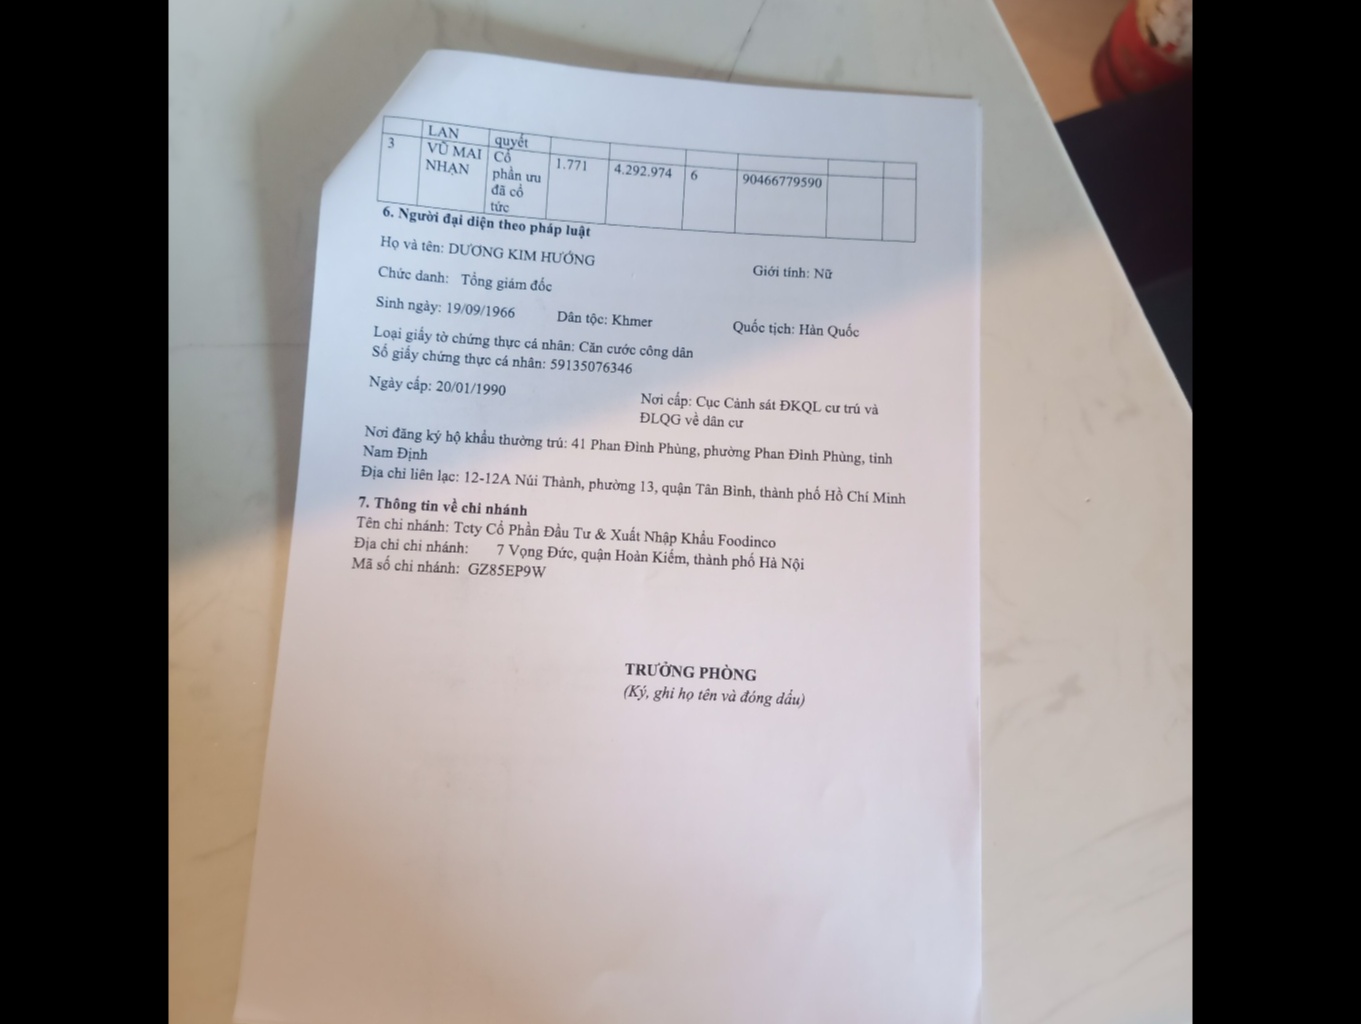 LAN quyết
3 VŨ MAI Cổ 1.771 4.292.974 6 90466779590
NHẠN phần ưu
đã cổ
tức
6. Người đại diện theo pháp luật
Họ và tên: DƯƠNG KIM HƯỚNG Giới tính: Nữ
Chức danh: Tổng giám đốc
Sinh ngày: 19/09/1966 Dân tộc: Khmer Quốc tịch: Hàn Quốc
Loại giấy tờ chứng thực cá nhân: Căn cước công dân
Số giấy chứng thực cá nhân: 59135076346
Ngày cấp: 20/01/1990 Nơi cấp: Cục Cảnh sát ĐKQL cư trú và
ĐLQG về dân cư
Nơi đăng ký hộ khẩu thường trú: 41 Phan Đình Phùng, phường Phan Đình Phùng, tỉnh
Nam Định
Địa chỉ liên lạc: 12-12A Núi Thành, phường 13, quận Tân Bình, thành phố Hồ Chí Minh
7. Thông tin về chi nhánh
Tên chi nhánh: Tcty Cổ Phần Đầu Tư & Xuất Nhập Khẩu Foodinco
Địa chỉ chi nhánh: 7 Vọng Đức, quận Hoàn Kiếm, thành phố Hà Nội
Mã số chi nhánh: GZ85EP9W
TRƯỞNG PHÒNG
(Ký, ghi họ tên và đóng dấu)